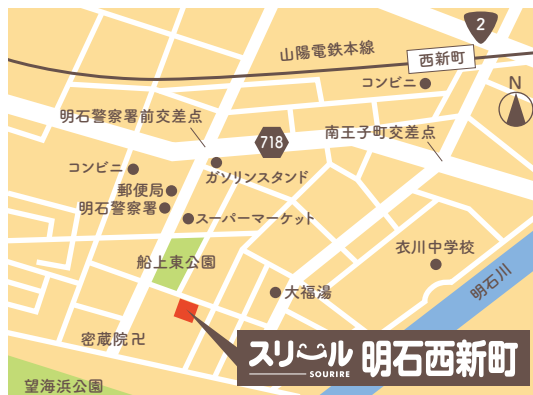 2
山陽電鉄本線
西新町
コンビニ
N
明石警察署前交差点
718
南王子町交差点
コンビニ
ガソリンスタンド
郵便局
明石警察署
スーパーマーケット
衣川中学校
船上東公園
明石川
大福湯
密蔵院卍
スリール 明石西新町
SOURIRE
望海浜公園